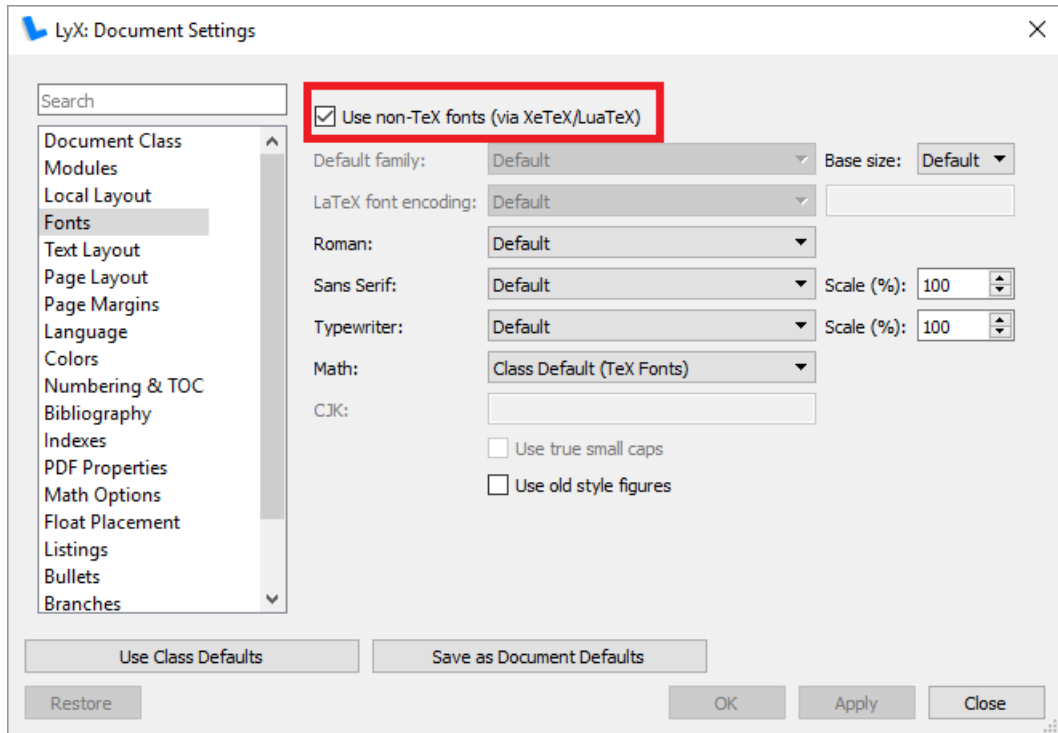 LyX: Document Settings
Search
Document Class
Modules
Local Layout
Fonts
Text Layout
Page Layout
Page Margins
Language
Colors
Numbering & TOC
Bibliography
Indexes
PDF Properties
Math Options
Float Placement
Listings
Bullets
Branches
Use non-TeX fonts (via XeTeX/LuaTeX)
Default family: Default Base size: Default
LaTeX font encoding: Default
Roman: Default
Sans Serif: Default Scale (%): 100
Typewriter: Default Scale (%): 100
Math: Class Default (TeX Fonts)
CJK:
Use true small caps
Use old style figures
Use Class Defaults Save as Document Defaults
Restore OK Apply Close